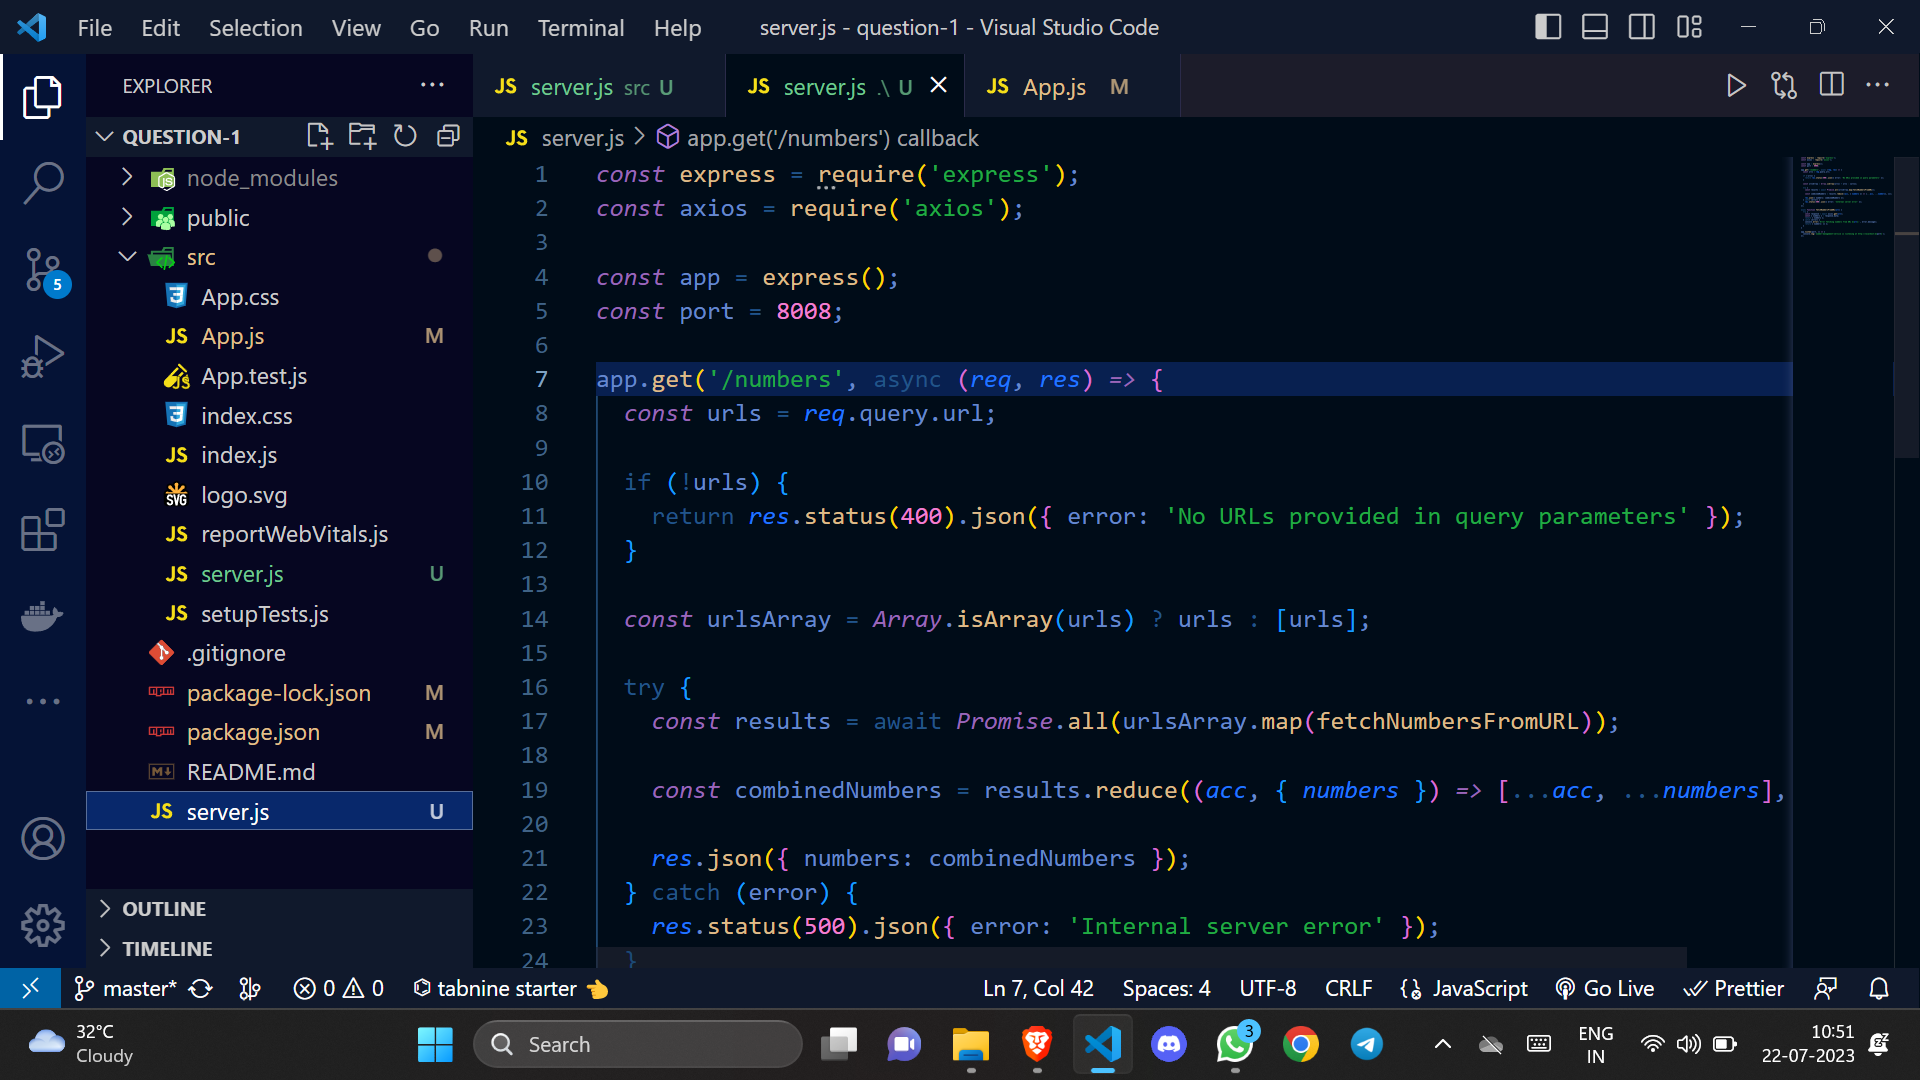 File Edit Selection View Go Run Terminal Help server.js - question-1 - Visual Studio Code
EXPLORER
JS server.js src U
JS server.js .\ U
JS App.js M
QUESTION-1
JS server.js > app.get('/numbers') callback
node_modules
public
src
App.css
JS App.js M
App.test.js
index.css
JS index.js
SVG logo.svg
JS reportWebVitals.js
JS server.js U
JS setupTests.js
.gitignore
package-lock.json M
package.json M
README.md
JS server.js U
OUTLINE
TIMELINE
5
1 const express = require('express');
2 const axios = require('axios');
3
4 const app = express();
5 const port = 8008;
6
7 app.get('/numbers', async (req, res) => {
8 const urls = req.query.url;
9
10 if (!urls) {
11 return res.status(400).json({ error: 'No URLs provided in query parameters' });
12 }
13
14 const urlsArray = Array.isArray(urls) ? urls : [urls];
15
16 try {
17 const results = await Promise.all(urlsArray.map(fetchNumbersFromURL));
18
19 const combinedNumbers = results.reduce((acc, { numbers }) => [...acc, ...numbers],
20
21 res.json({ numbers: combinedNumbers });
22 } catch (error) {
23 res.status(500).json({ error: 'Internal server error' });
24 }
master* 0 0 tabnine starter Ln 7, Col 42 Spaces: 4 UTF-8 CRLF JavaScript Go Live Prettier
32°C
Cloudy
Search
3
ENG
IN
10:51
22-07-2023